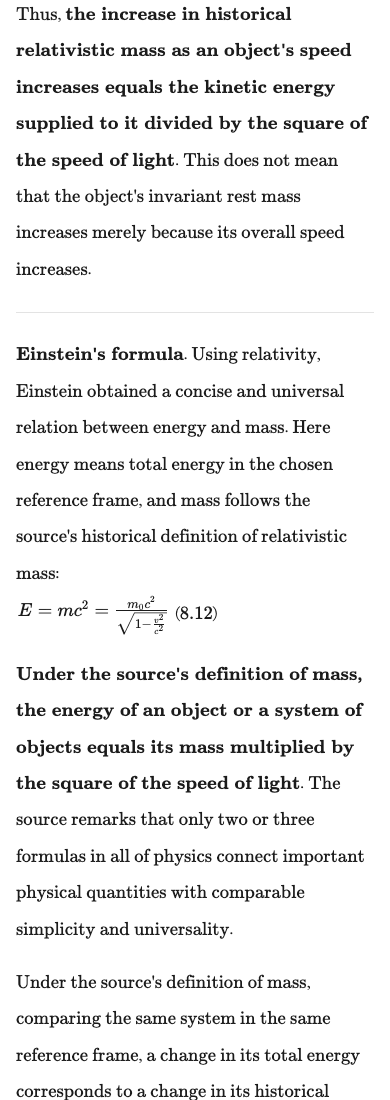 Thus, the increase in historical
relativistic mass as an object's speed
increases equals the kinetic energy
supplied to it divided by the square of
the speed of light. This does not mean
that the object's invariant rest mass
increases merely because its overall speed
increases.
Einstein's formula. Using relativity,
Einstein obtained a concise and universal
relation between energy and mass. Here
energy means total energy in the chosen
reference frame, and mass follows the
source's historical definition of relativistic
mass:
E = mc² = m₀c² / √(1 − v²/c²) (8.12)
Under the source's definition of mass,
the energy of an object or a system of
objects equals its mass multiplied by
the square of the speed of light. The
source remarks that only two or three
formulas in all of physics connect important
physical quantities with comparable
simplicity and universality.
Under the source's definition of mass,
comparing the same system in the same
reference frame, a change in its total energy
corresponds to a change in its historical